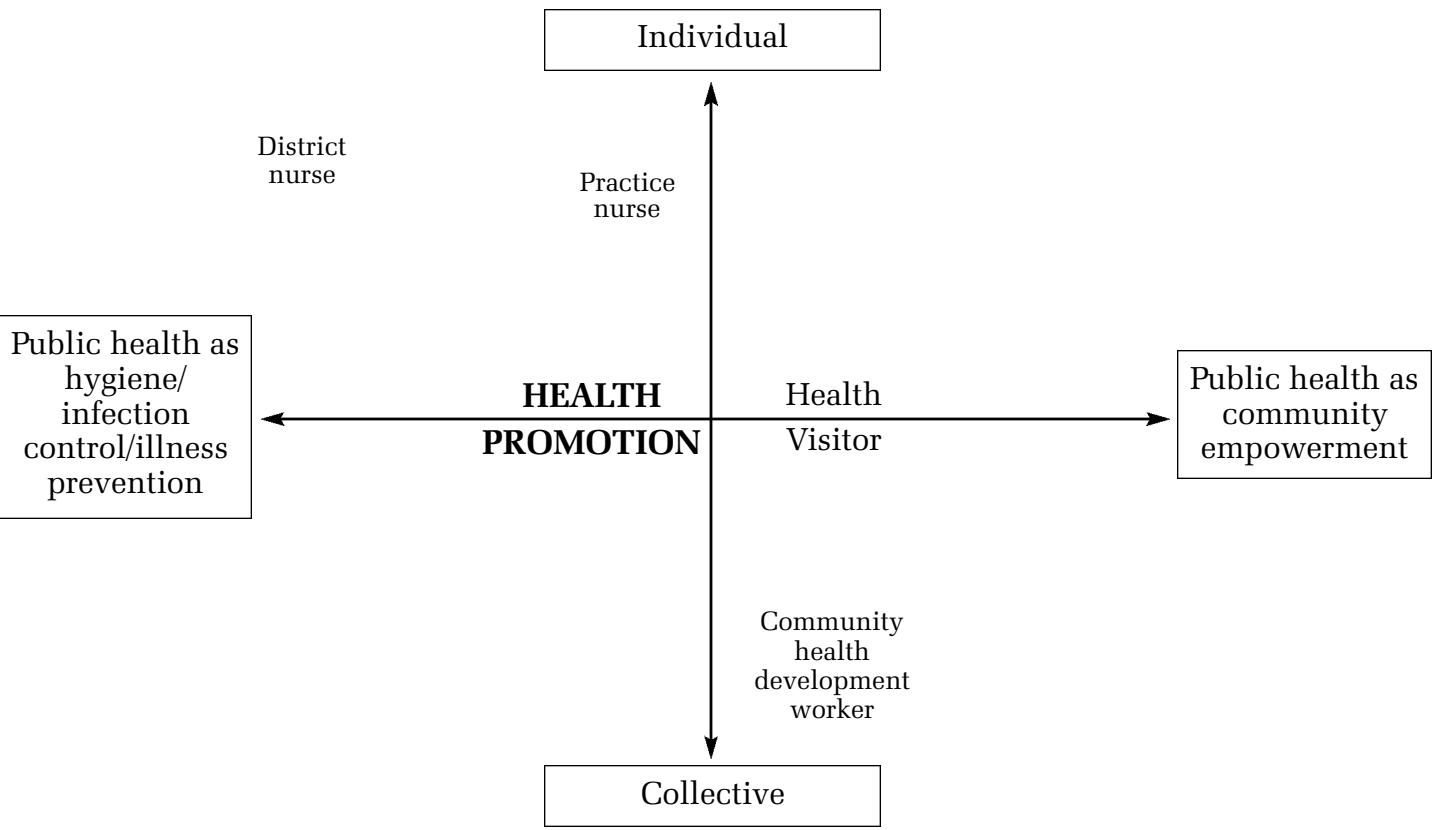 Individual
District
nurse
Practice
nurse
Public health as
hygiene/
infection
control/illness
prevention
HEALTH
PROMOTION
Health
Visitor
Public health as
community
empowerment
Community
health
development
worker
Collective